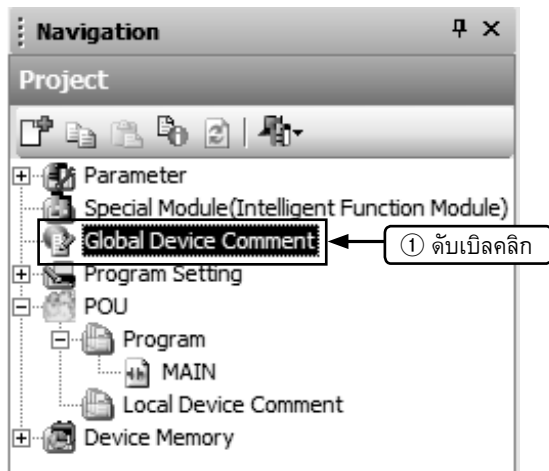 Navigation
Project
Parameter
Special Module(Intelligent Function Module)
Global Device Comment
① ดับเบิลคลิก
Program Setting
POU
Program
MAIN
Local Device Comment
Device Memory